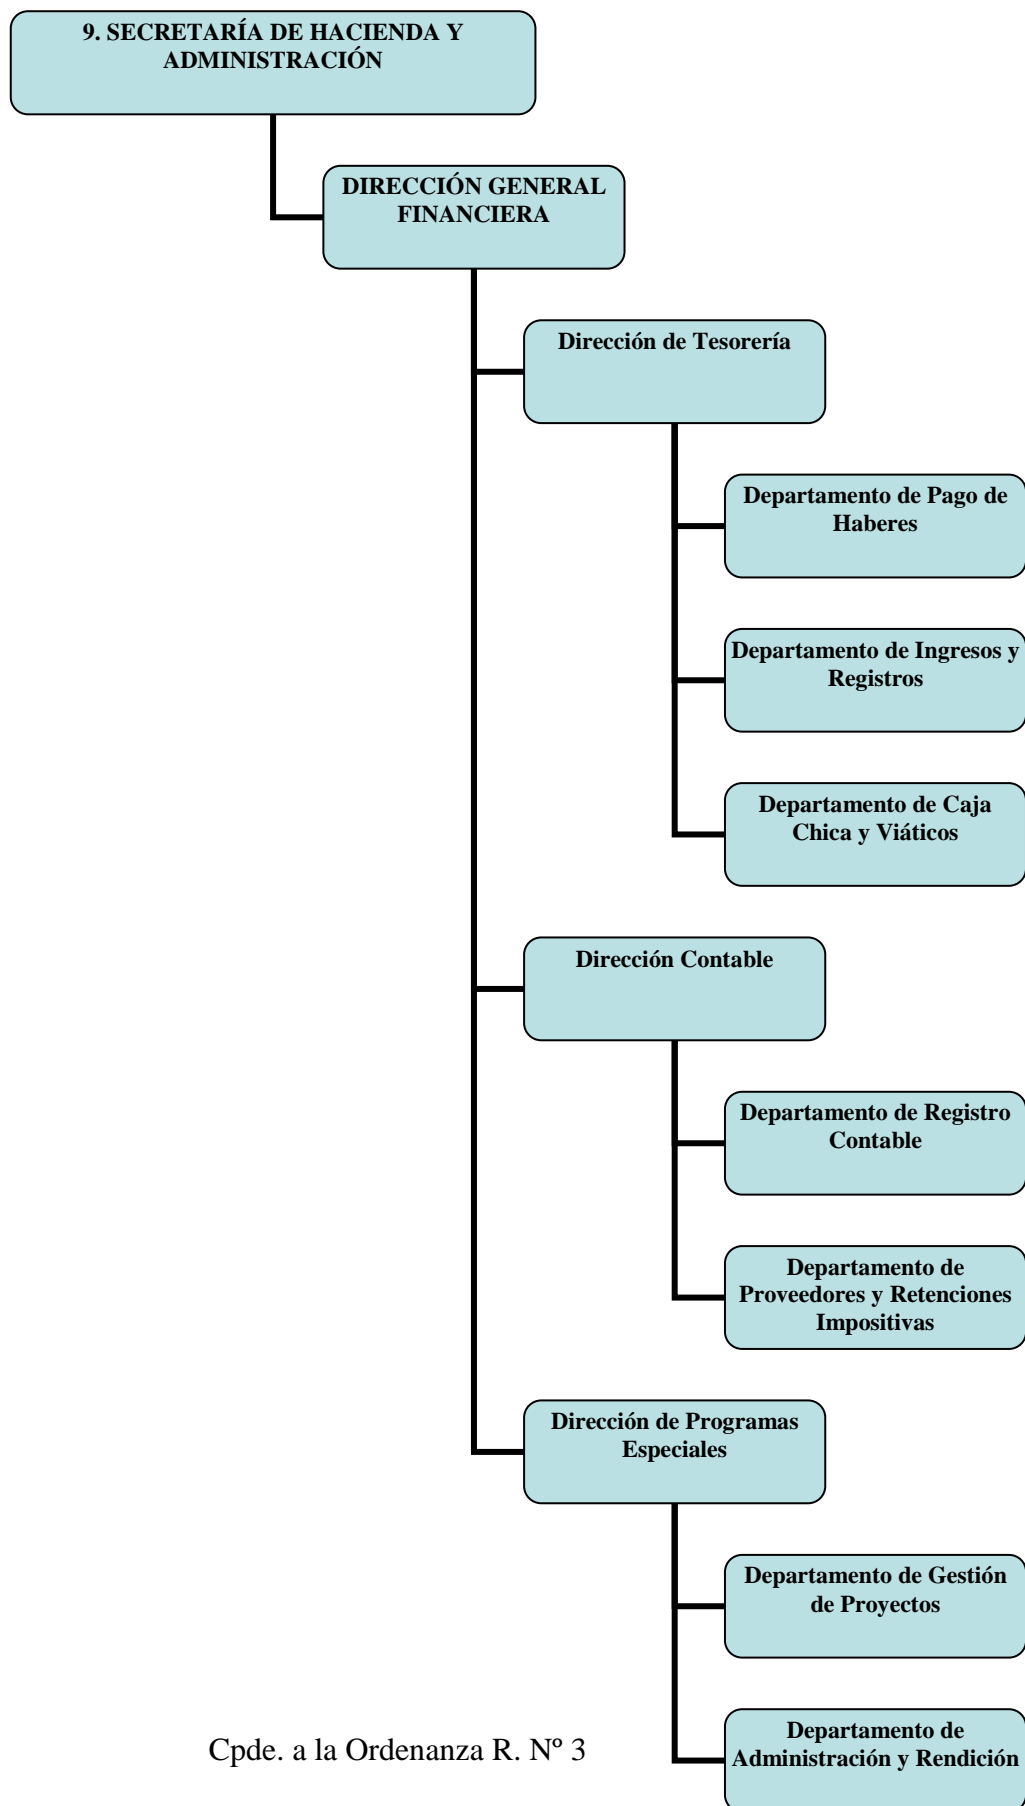 9. SECRETARÍA DE HACIENDA Y
ADMINISTRACIÓN
DIRECCIÓN GENERAL
FINANCIERA
Dirección de Tesorería
Departamento de Pago de
Haberes
Departamento de Ingresos y
Registros
Departamento de Caja
Chica y Viáticos
Dirección Contable
Departamento de Registro
Contable
Departamento de
Proveedores y Retenciones
Impositivas
Dirección de Programas
Especiales
Departamento de Gestión
de Proyectos
Departamento de
Administración y Rendición
Cpde. a la Ordenanza R. Nº 3